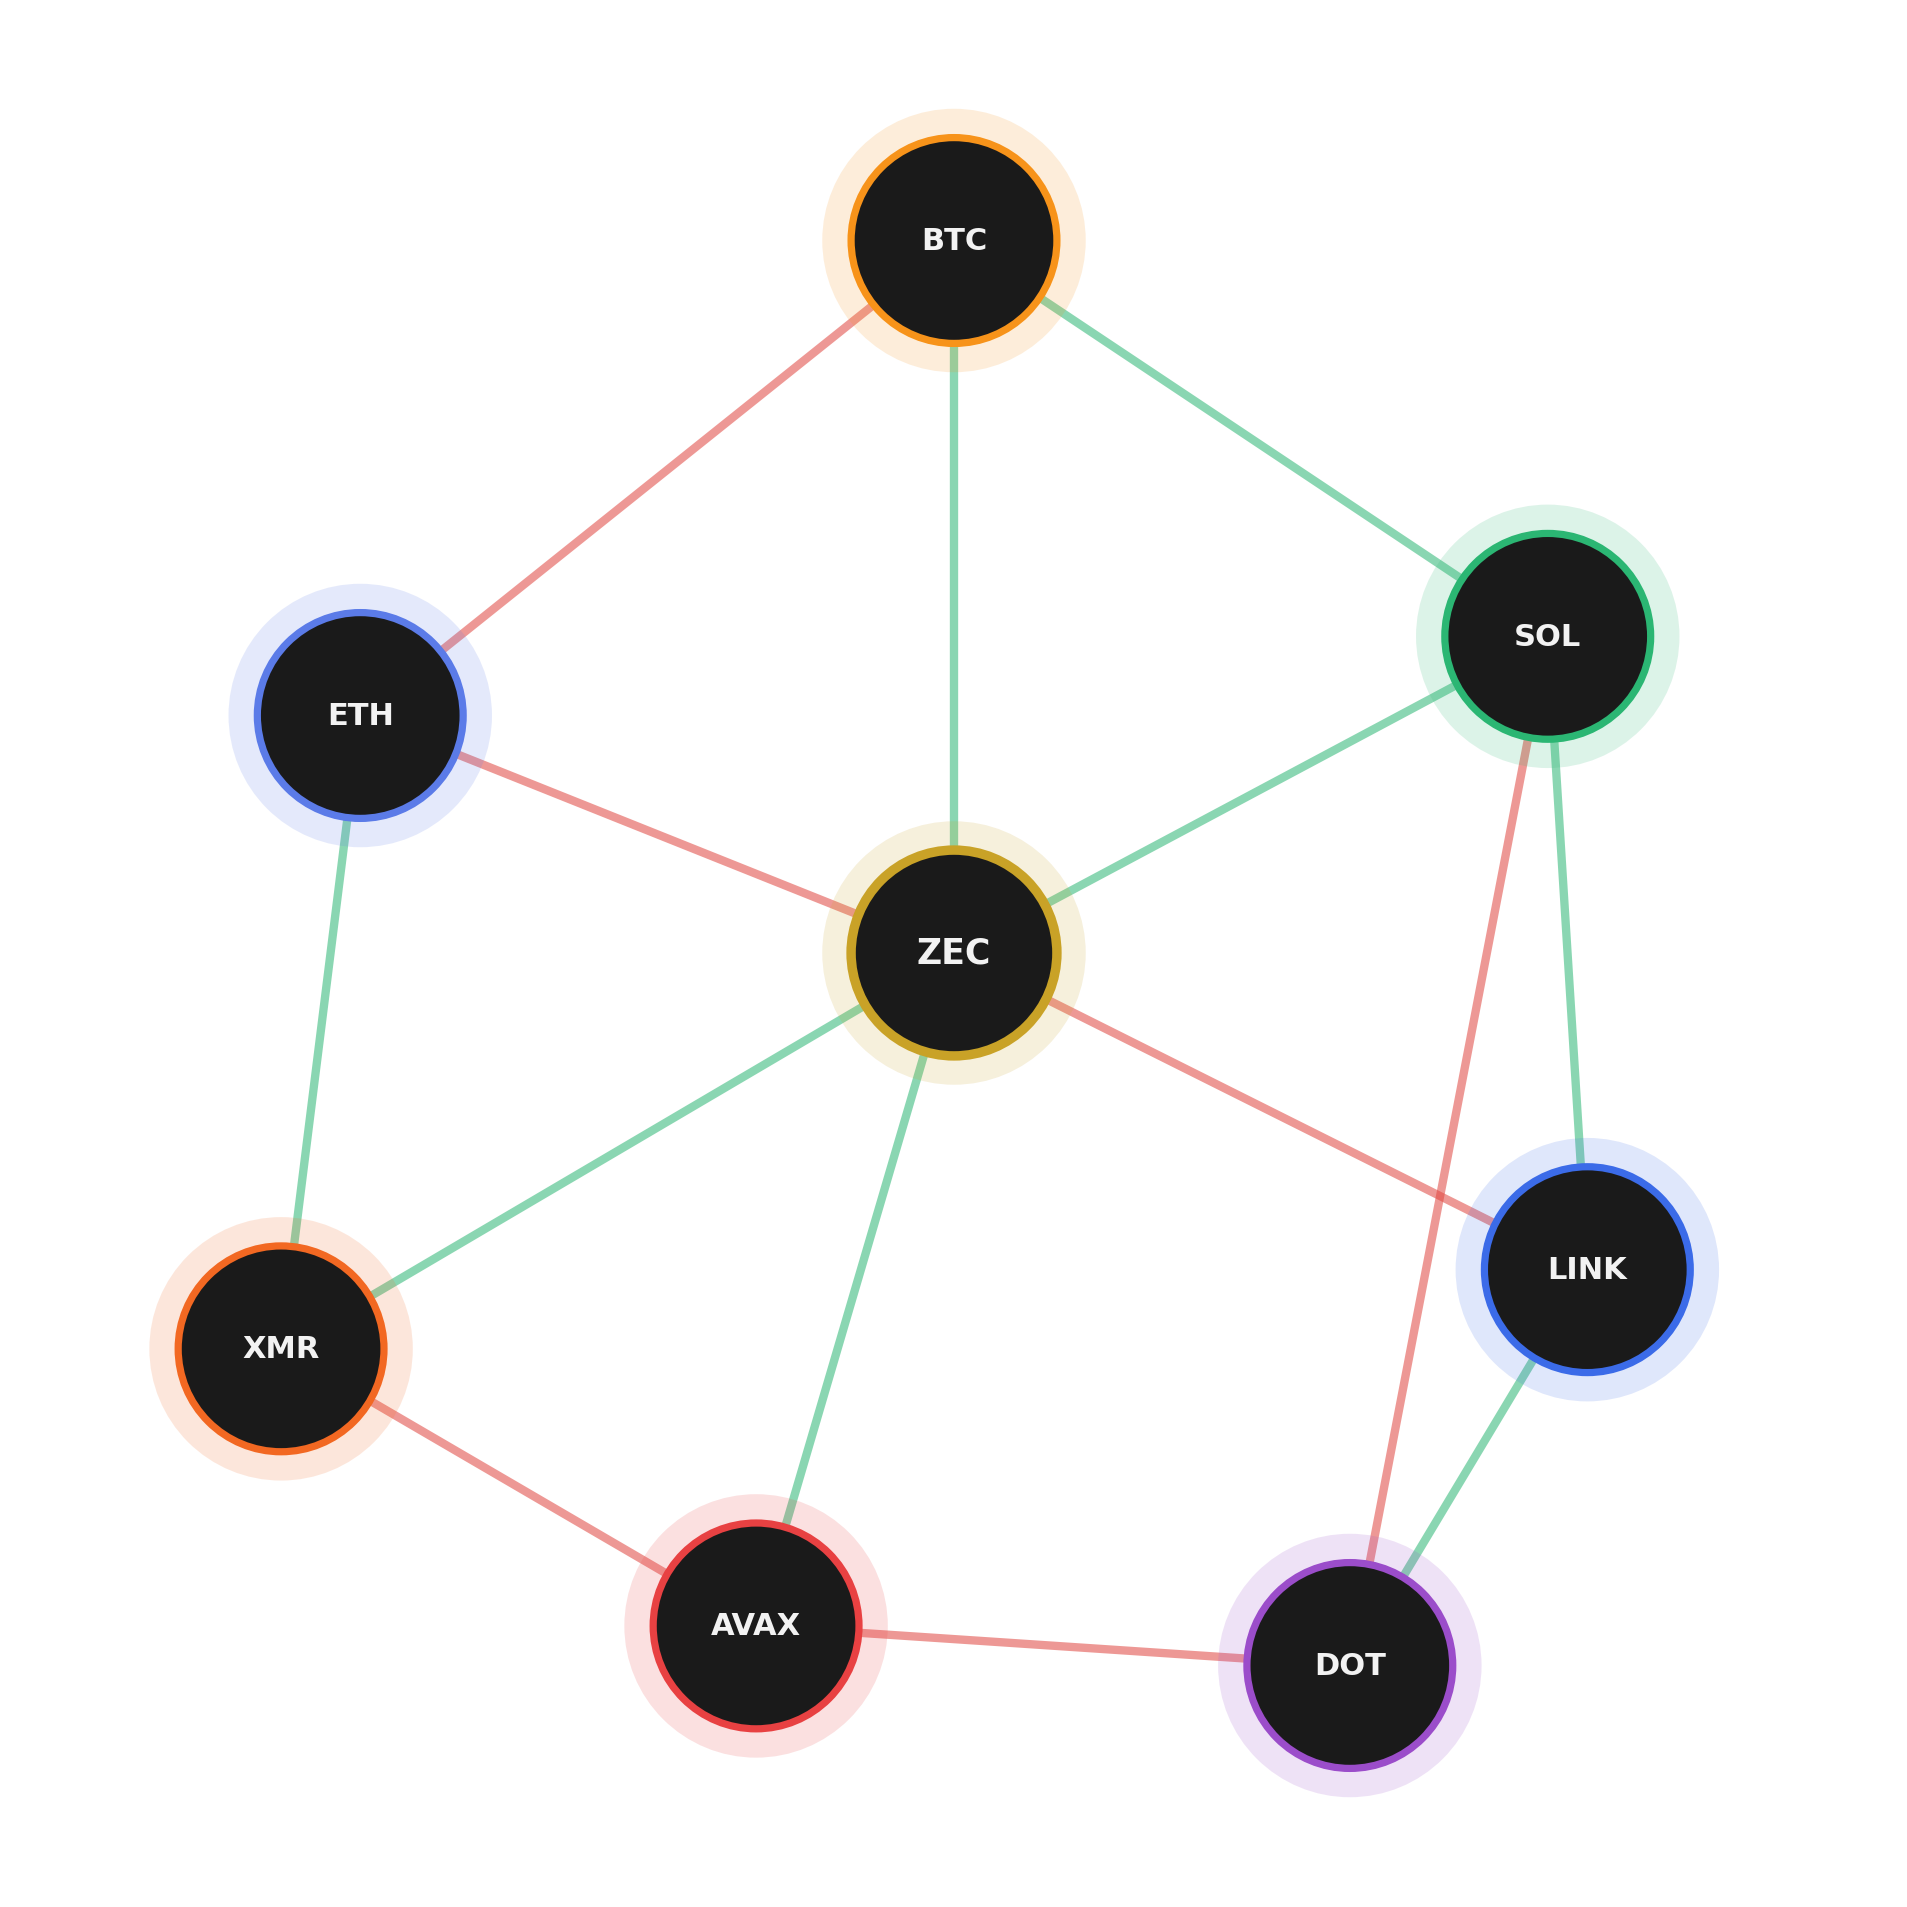 BTC
SOL
ETH
ZEC
LINK
XMR
AVAX
DOT